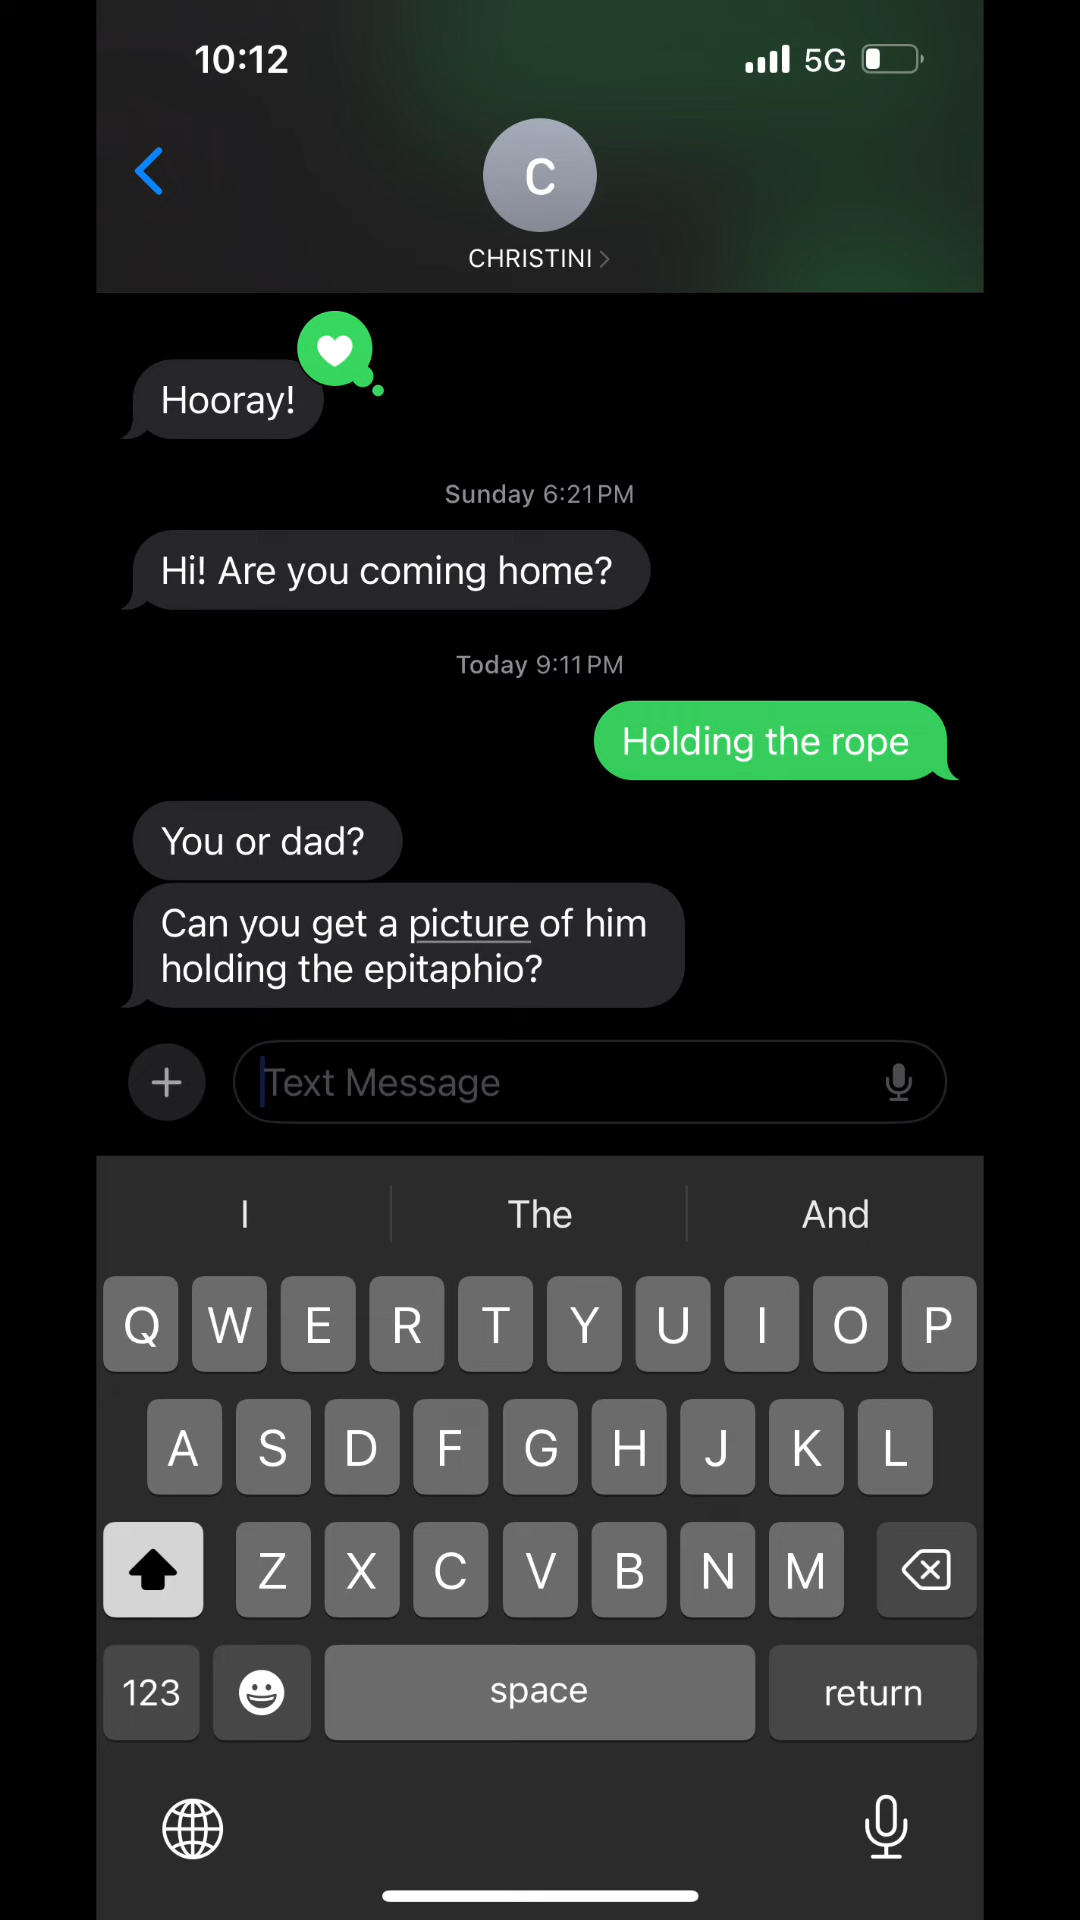 10:12
5G
C
CHRISTINI
Hooray!
Sunday 6:21 PM
Hi! Are you coming home?
Today 9:11 PM
Holding the rope
You or dad?
Can you get a picture of him
holding the epitaphio?
Text Message
I The And
Q W E R T Y U I O P
A S D F G H J K L
Z X C V B N M
123 space return